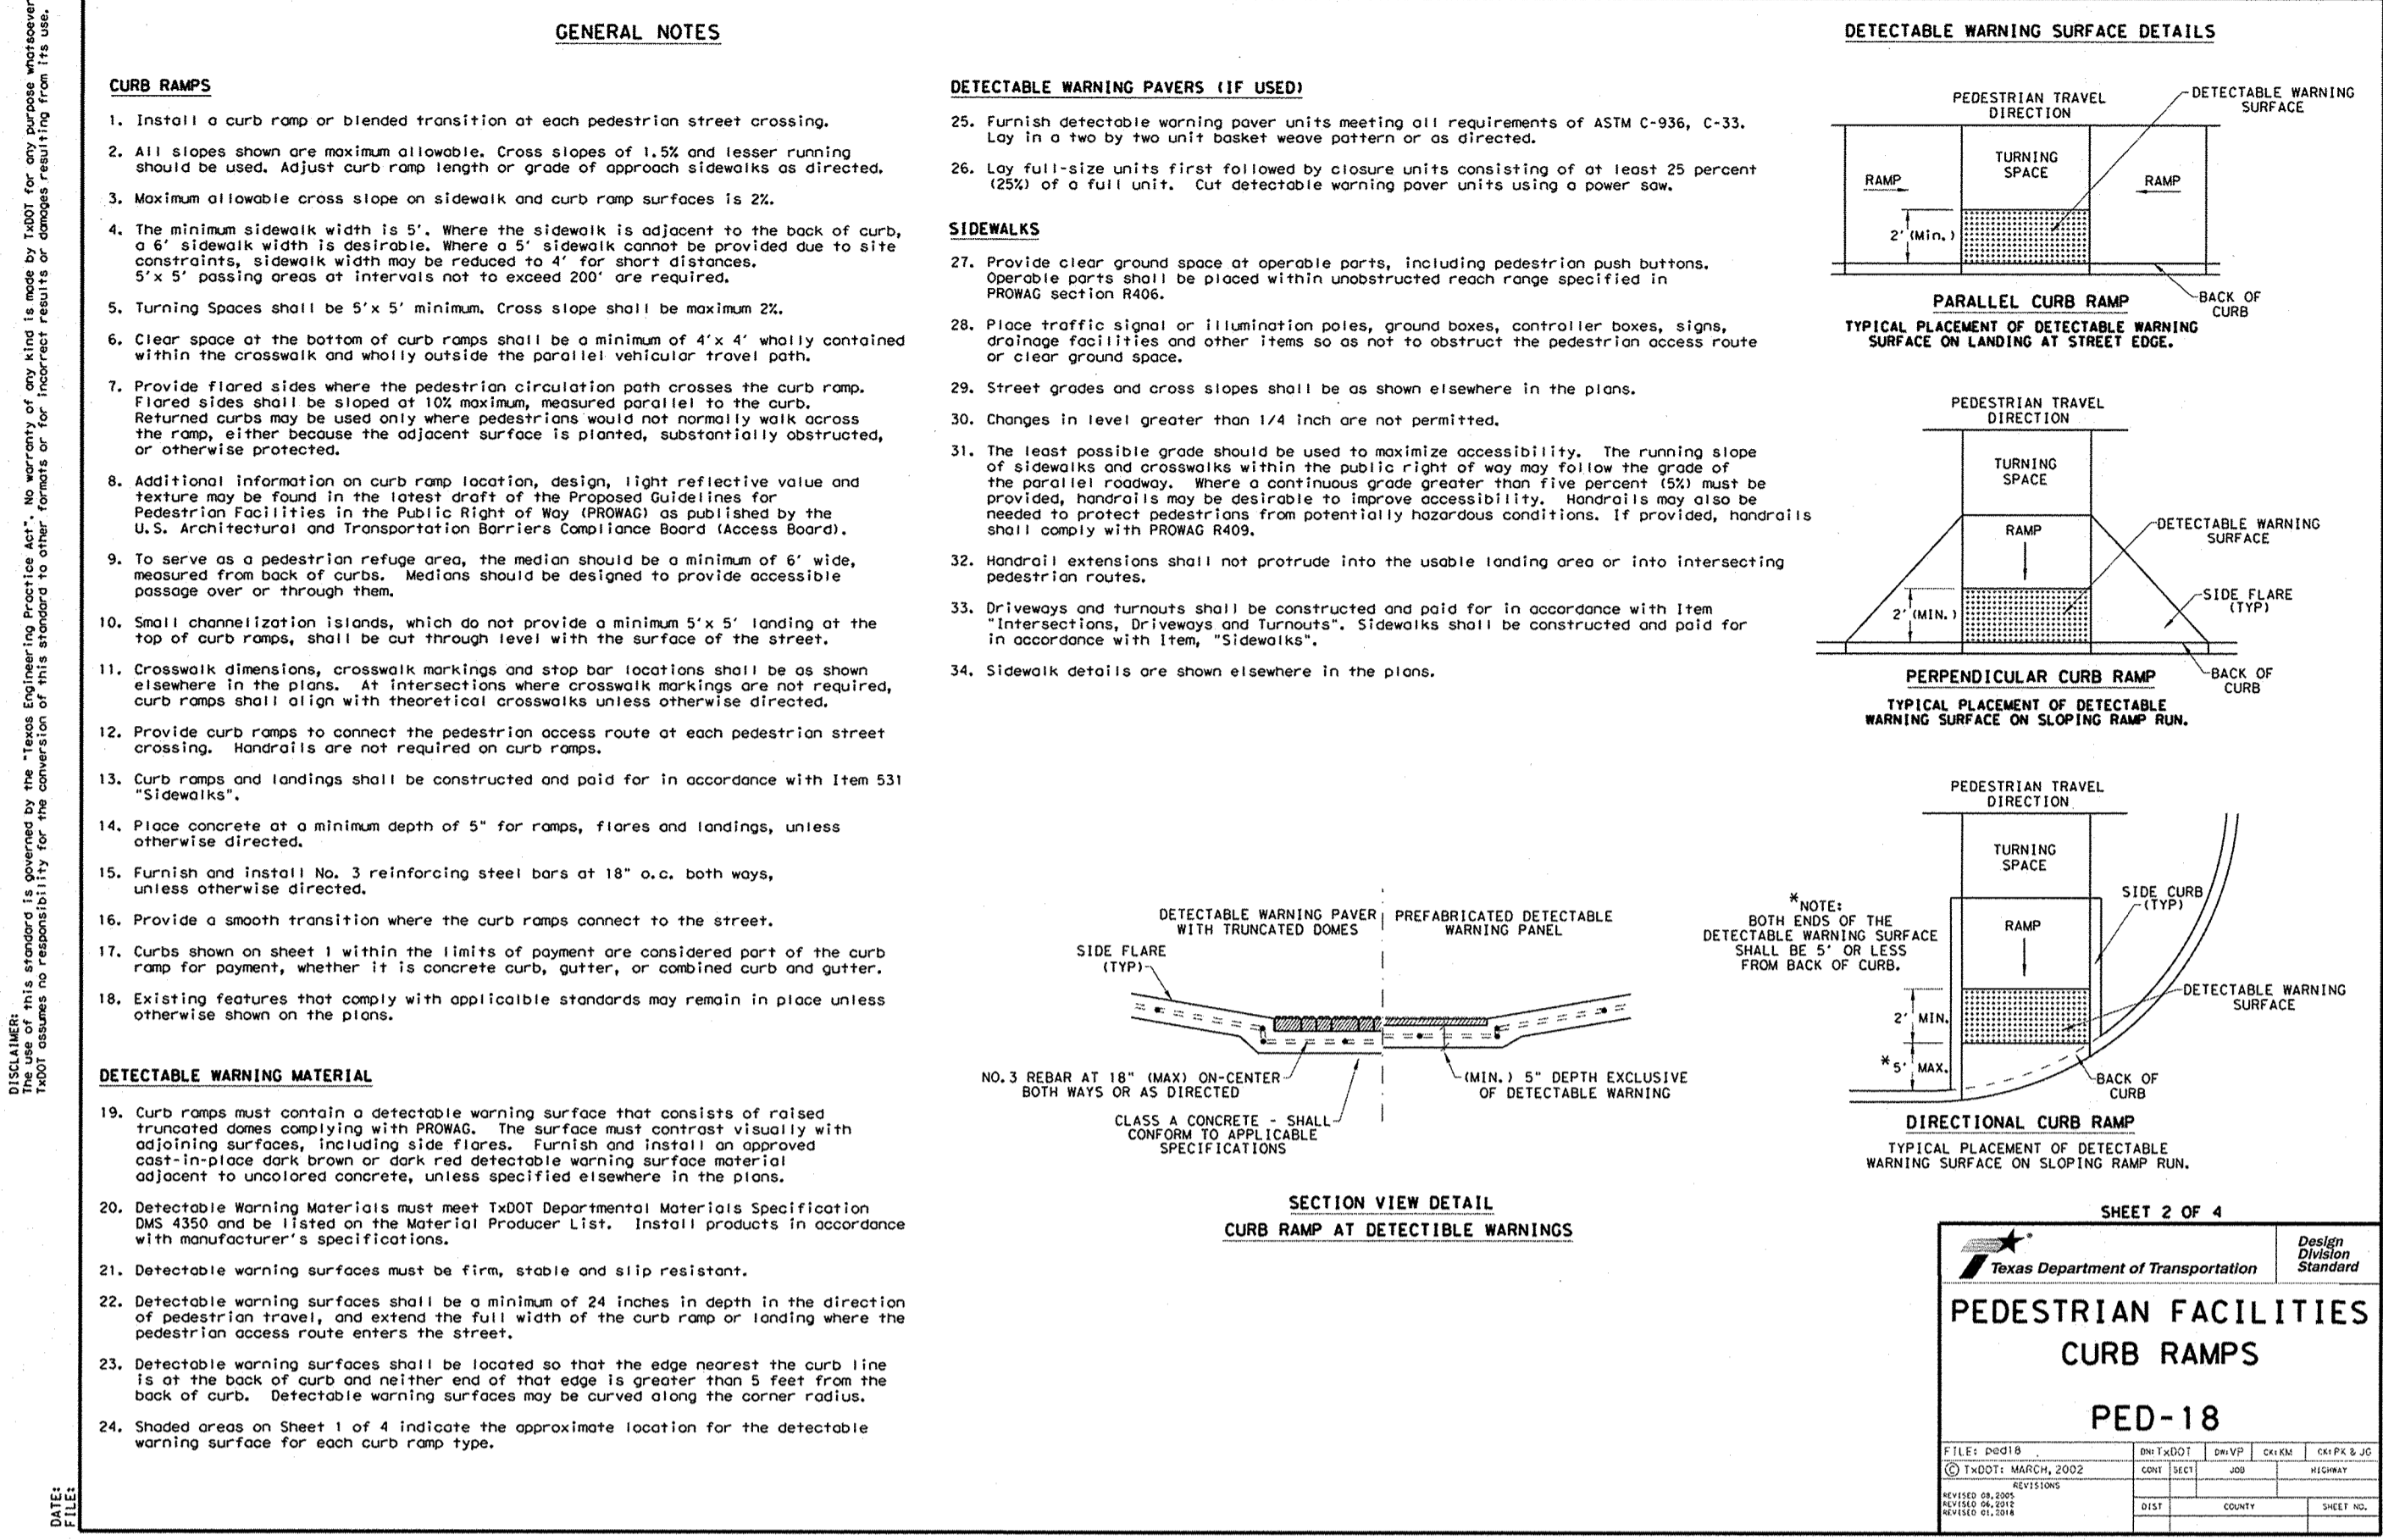 DISCLAIMER:
The use of this standard is governed by the "Texas Engineering Practice Act". No warranty of any kind is made by TxDOT for any purpose whatsoever
TxDOT assumes no responsibility for the conversion of this standard to other formats or for incorrect results or damages resulting from its use.
DATE:
FILE:
GENERAL NOTES
CURB RAMPS
1. Install a curb ramp or blended transition at each pedestrian street crossing.
2. All slopes shown are maximum allowable. Cross slopes of 1.5% and lesser running
should be used. Adjust curb ramp length or grade of approach sidewalks as directed.
3. Maximum allowable cross slope on sidewalk and curb ramp surfaces is 2%.
4. The minimum sidewalk width is 5'. Where the sidewalk is adjacent to the back of curb,
a 6' sidewalk width is desirable. Where a 5' sidewalk cannot be provided due to site
constraints, sidewalk width may be reduced to 4' for short distances.
5'x 5' passing areas at intervals not to exceed 200' are required.
5. Turning Spaces shall be 5'x 5' minimum. Cross slope shall be maximum 2%.
6. Clear space at the bottom of curb ramps shall be a minimum of 4'x 4' wholly contained
within the crosswalk and wholly outside the parallel vehicular travel path.
7. Provide flared sides where the pedestrian circulation path crosses the curb ramp.
Flared sides shall be sloped at 10% maximum, measured parallel to the curb.
Returned curbs may be used only where pedestrians would not normally walk across
the ramp, either because the adjacent surface is planted, substantially obstructed,
or otherwise protected.
8. Additional information on curb ramp location, design, light reflective value and
texture may be found in the latest draft of the Proposed Guidelines for
Pedestrian Facilities in the Public Right of Way (PROWAG) as published by the
U.S. Architectural and Transportation Barriers Compliance Board (Access Board).
9. To serve as a pedestrian refuge area, the median should be a minimum of 6' wide,
measured from back of curbs. Medians should be designed to provide accessible
passage over or through them.
10. Small channelization islands, which do not provide a minimum 5'x 5' landing at the
top of curb ramps, shall be cut through level with the surface of the street.
11. Crosswalk dimensions, crosswalk markings and stop bar locations shall be as shown
elsewhere in the plans. At intersections where crosswalk markings are not required,
curb ramps shall align with theoretical crosswalks unless otherwise directed.
12. Provide curb ramps to connect the pedestrian access route at each pedestrian street
crossing. Handrails are not required on curb ramps.
13. Curb ramps and landings shall be constructed and paid for in accordance with Item 531
"Sidewalks".
14. Place concrete at a minimum depth of 5" for ramps, flares and landings, unless
otherwise directed.
15. Furnish and install No. 3 reinforcing steel bars at 18" o.c. both ways,
unless otherwise directed.
16. Provide a smooth transition where the curb ramps connect to the street.
17. Curbs shown on sheet 1 within the limits of payment are considered part of the curb
ramp for payment, whether it is concrete curb, gutter, or combined curb and gutter.
18. Existing features that comply with applicalble standards may remain in place unless
otherwise shown on the plans.
DETECTABLE WARNING MATERIAL
19. Curb ramps must contain a detectable warning surface that consists of raised
truncated domes complying with PROWAG. The surface must contrast visually with
adjoining surfaces, including side flares. Furnish and install an approved
cast-in-place dark brown or dark red detectable warning surface material
adjacent to uncolored concrete, unless specified elsewhere in the plans.
20. Detectable Warning Materials must meet TxDOT Departmental Materials Specification
DMS 4350 and be listed on the Material Producer List. Install products in accordance
with manufacturer's specifications.
21. Detectable warning surfaces must be firm, stable and slip resistant.
22. Detectable warning surfaces shall be a minimum of 24 inches in depth in the direction
of pedestrian travel, and extend the full width of the curb ramp or landing where the
pedestrian access route enters the street.
23. Detectable warning surfaces shall be located so that the edge nearest the curb line
is at the back of curb and neither end of that edge is greater than 5 feet from the
back of curb. Detectable warning surfaces may be curved along the corner radius.
24. Shaded areas on Sheet 1 of 4 indicate the approximate location for the detectable
warning surface for each curb ramp type.
DETECTABLE WARNING PAVERS (IF USED)
25. Furnish detectable warning paver units meeting all requirements of ASTM C-936, C-33.
Lay in a two by two unit basket weave pattern or as directed.
26. Lay full-size units first followed by closure units consisting of at least 25 percent
(25%) of a full unit. Cut detectable warning paver units using a power saw.
SIDEWALKS
27. Provide clear ground space at operable parts, including pedestrian push buttons.
Operable parts shall be placed within unobstructed reach range specified in
PROWAG section R406.
28. Place traffic signal or illumination poles, ground boxes, controller boxes, signs,
drainage facilities and other items so as not to obstruct the pedestrian access route
or clear ground space.
29. Street grades and cross slopes shall be as shown elsewhere in the plans.
30. Changes in level greater than 1/4 inch are not permitted.
31. The least possible grade should be used to maximize accessibility. The running slope
of sidewalks and crosswalks within the public right of way may follow the grade of
the parallel roadway. Where a continuous grade greater than five percent (5%) must be
provided, handrails may be desirable to improve accessibility. Handrails may also be
needed to protect pedestrians from potentially hazardous conditions. If provided, handrails
shall comply with PROWAG R409.
32. Handrail extensions shall not protrude into the usable landing area or into intersecting
pedestrian routes.
33. Driveways and turnouts shall be constructed and paid for in accordance with Item
"Intersections, Driveways and Turnouts". Sidewalks shall be constructed and paid for
in accordance with Item, "Sidewalks".
34. Sidewalk details are shown elsewhere in the plans.
DETECTABLE WARNING PAVER
WITH TRUNCATED DOMES
PREFABRICATED DETECTABLE
WARNING PANEL
SIDE FLARE
(TYP)
NO.3 REBAR AT 18" (MAX) ON-CENTER
BOTH WAYS OR AS DIRECTED
(MIN.) 5" DEPTH EXCLUSIVE
OF DETECTABLE WARNING
CLASS A CONCRETE - SHALL
CONFORM TO APPLICABLE
SPECIFICATIONS
SECTION VIEW DETAIL
CURB RAMP AT DETECTIBLE WARNINGS
DETECTABLE WARNING SURFACE DETAILS
PEDESTRIAN TRAVEL
DIRECTION
DETECTABLE WARNING
SURFACE
TURNING
SPACE
RAMP
RAMP
2' (Min.)
BACK OF
CURB
PARALLEL CURB RAMP
TYPICAL PLACEMENT OF DETECTABLE WARNING
SURFACE ON LANDING AT STREET EDGE.
PEDESTRIAN TRAVEL
DIRECTION
TURNING
SPACE
RAMP
DETECTABLE WARNING
SURFACE
2' (MIN.)
SIDE FLARE
(TYP)
BACK OF
CURB
PERPENDICULAR CURB RAMP
TYPICAL PLACEMENT OF DETECTABLE
WARNING SURFACE ON SLOPING RAMP RUN.
PEDESTRIAN TRAVEL
DIRECTION
TURNING
SPACE
*NOTE:
BOTH ENDS OF THE
DETECTABLE WARNING SURFACE
SHALL BE 5' OR LESS
FROM BACK OF CURB.
SIDE CURB
(TYP)
RAMP
DETECTABLE WARNING
SURFACE
2' MIN.
*5' MAX.
BACK OF
CURB
DIRECTIONAL CURB RAMP
TYPICAL PLACEMENT OF DETECTABLE
WARNING SURFACE ON SLOPING RAMP RUN.
SHEET 2 OF 4
Texas Department of Transportation
Design
Division
Standard
PEDESTRIAN FACILITIES
CURB RAMPS
PED-18
FILE: ped18 DN: TxDOT DW: VP CK: KM CK: PK & JG
© TxDOT: MARCH, 2002 CONT SECT JOB HIGHWAY
REVISIONS
REVISED 08,2005
REVISED 06,2012
REVISED 01,2018
DIST COUNTY SHEET NO.